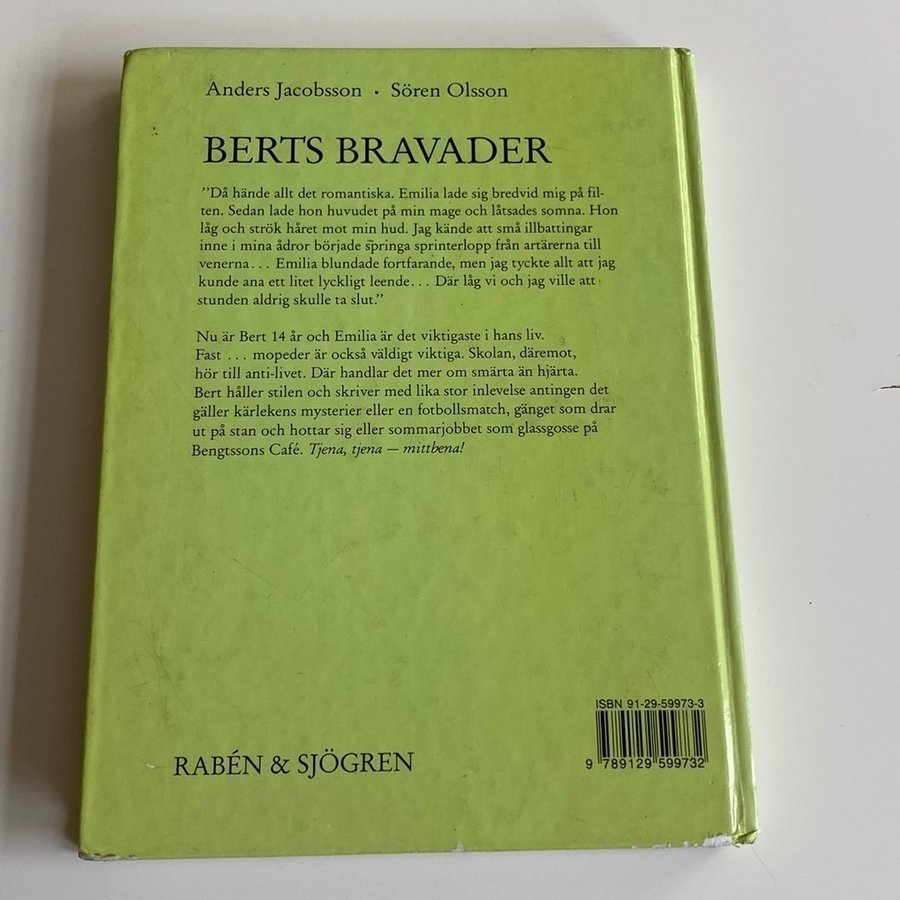 Anders Jacobsson • Sören Olsson
BERTS BRAVADER
”Då hände allt det romantiska. Emilia lade sig bredvid mig på fil-
ten. Sedan lade hon huvudet på min mage och låtsades somna. Hon
låg och strök håret mot min hud. Jag kände att små illbattingar
inne i mina ådror började springa sprinterlopp från artärerna till
venerna... Emilia blundade fortfarande, men jag tyckte allt att jag
kunde ana ett litet lyckligt leende... Där låg vi och jag ville att
stunden aldrig skulle ta slut.”
Nu är Bert 14 år och Emilia är det viktigaste i hans liv.
Fast ... mopeder är också väldigt viktiga. Skolan, däremot,
hör till anti-livet. Där handlar det mer om smärta än hjärta.
Bert håller stilen och skriver med lika stor inlevelse antingen det
gäller kärlekens mysterier eller en fotbollsmatch, gänget som drar
ut på stan och hottar sig eller sommarjobbet som glassgosse på
Bengtssons Café. Tjena, tjena — mittbena!
ISBN 91-29-59973-3
9 789129 599732
RABÉN & SJÖGREN